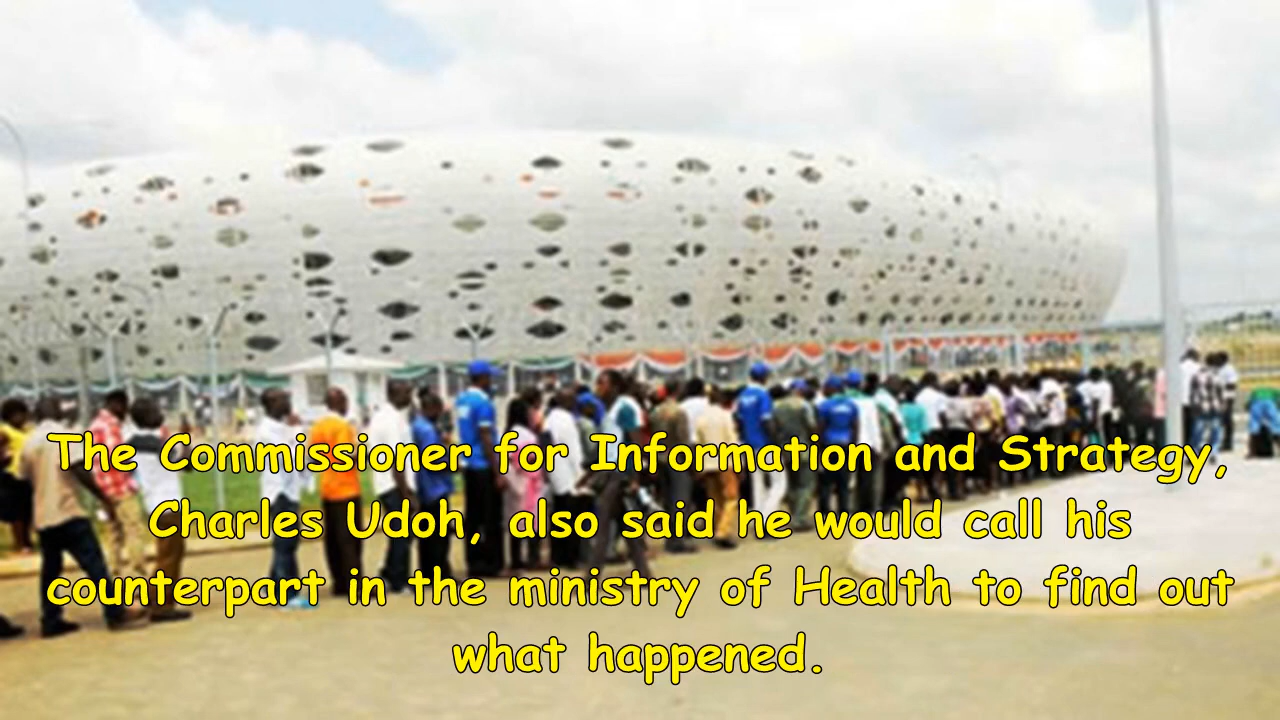 The Commissioner for Information and Strategy,
Charles Udoh, also said he would call his
counterpart in the ministry of Health to find out
what happened.